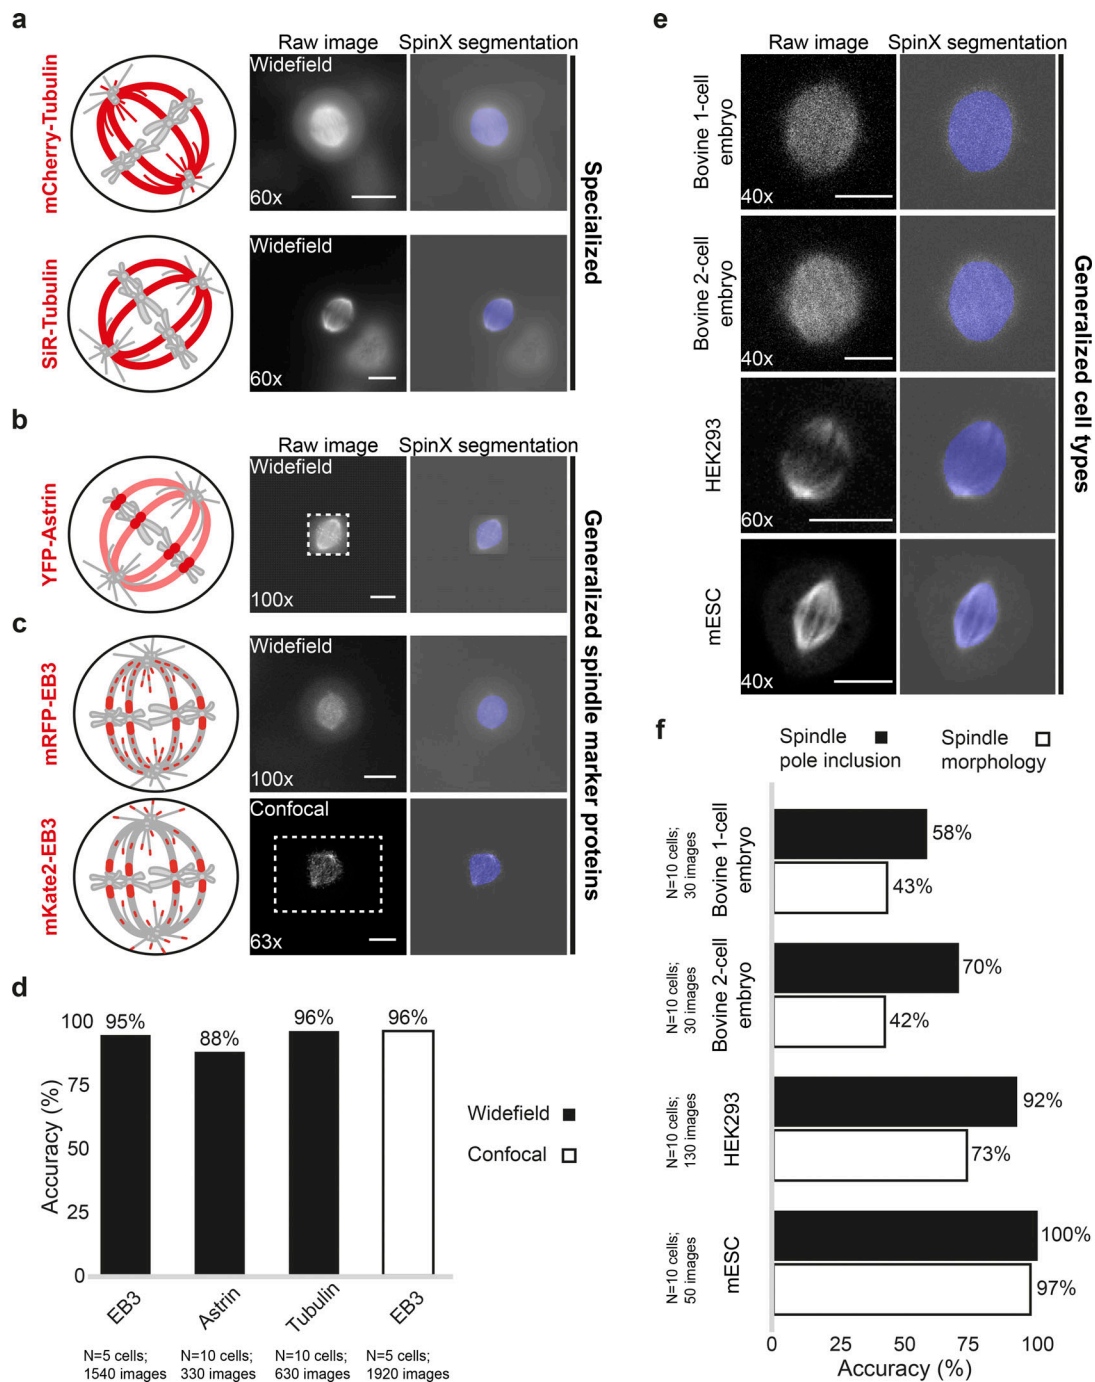 a
Raw image
SpinX segmentation
mCherry-Tubulin
Widefield
60x
SiR-Tubulin
Widefield
60x
Specialized
b
Raw image
SpinX segmentation
YFP-Astrin
Widefield
100x
c
mRFP-EB3
Widefield
100x
mKate2-EB3
Confocal
63x
Generalized spindle marker proteins
d
Accuracy (%)
100
75
50
25
0
95%
88%
96%
96%
EB3
Astrin
Tubulin
EB3
N=5 cells;
1540 images
N=10 cells;
330 images
N=10 cells;
630 images
N=5 cells;
1920 images
Widefield
Confocal
e
Raw image
SpinX segmentation
Bovine 1-cell
embryo
40x
Bovine 2-cell
embryo
40x
HEK293
60x
mESC
40x
Generalized cell types
f
Spindle
pole inclusion
Spindle
morphology
N=10 cells;
30 images
Bovine 1-cell
embryo
58%
43%
N=10 cells;
30 images
Bovine 2-cell
embryo
70%
42%
N=10 cells;
130 images
HEK293
92%
73%
N=10 cells;
50 images
mESC
100%
97%
0
25
50
75
100
Accuracy (%)